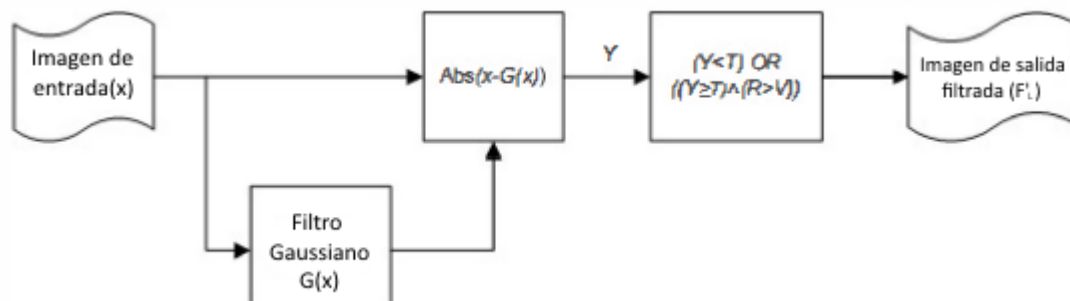 Imagen de
entrada(x)
Abs(x-G(x))
Y
(Y<T) OR
(((Y≥T)∧(R>V)))
Imagen de salida
filtrada (F'
Filtro
Gaussiano
G(x)